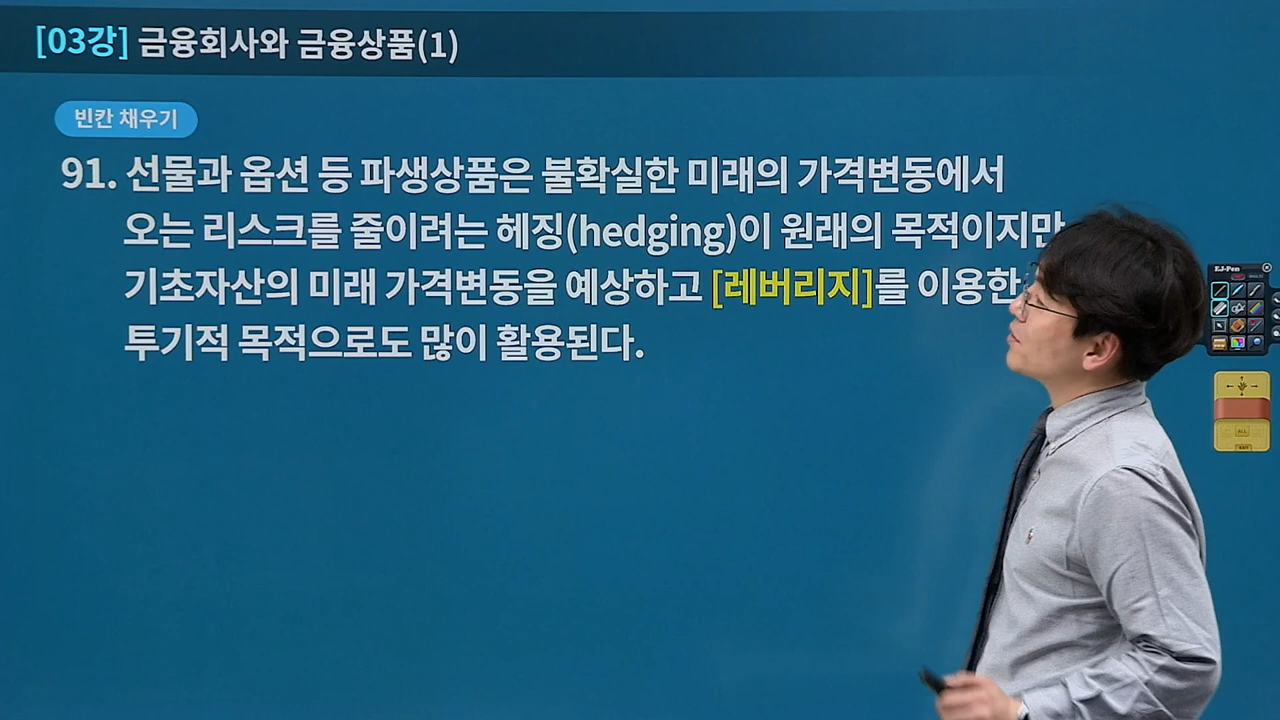 [03강] 금융회사와 금융상품(1)
빈칸 채우기
91. 선물과 옵션 등 파생상품은 불확실한 미래의 가격변동에서
오는 리스크를 줄이려는 헤징(hedging)이 원래의 목적이지만
기초자산의 미래 가격변동을 예상하고 [레버리지]를 이용한
투기적 목적으로도 많이 활용된다.
EJ-Pen
ALL